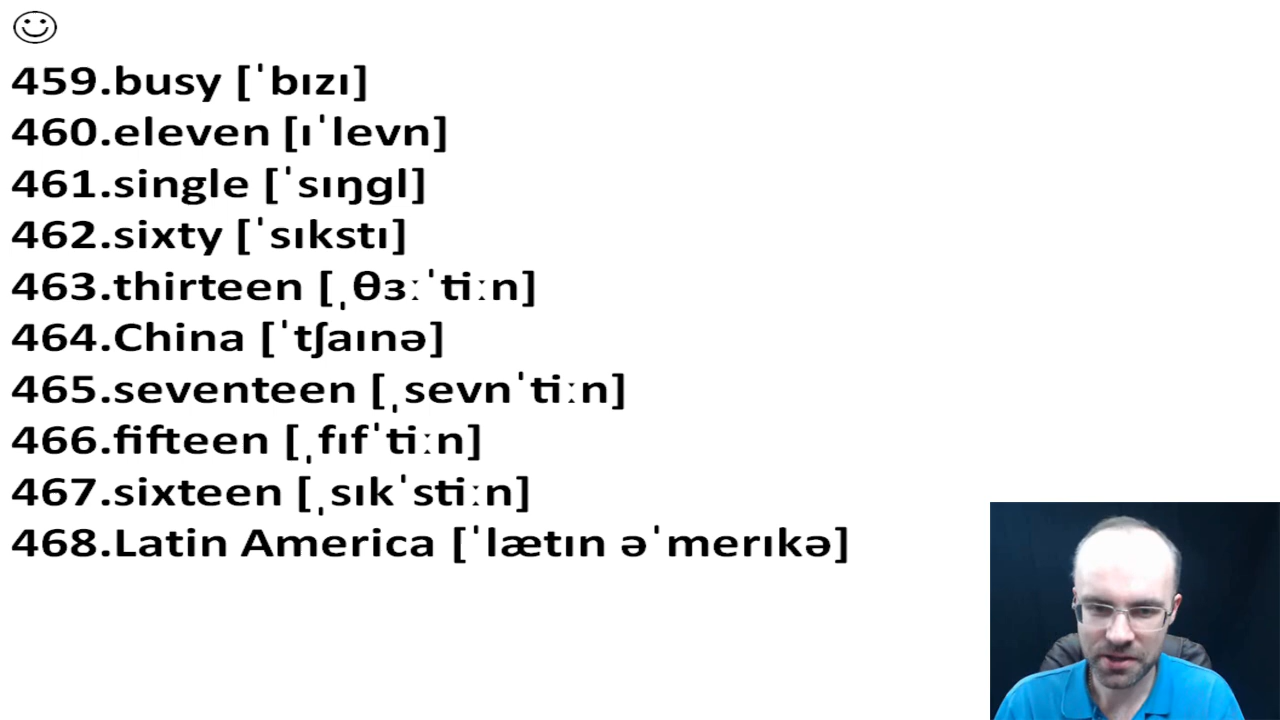 459.busy [ˈbɪzɪ]
460.eleven [ɪˈlevn]
461.single [ˈsɪŋgl]
462.sixty [ˈsɪkstɪ]
463.thirteen [ˌθɜːˈtiːn]
464.China [ˈtʃaɪnə]
465.seventeen [ˌsevnˈtiːn]
466.fifteen [ˌfɪfˈtiːn]
467.sixteen [ˌsɪkˈstiːn]
468.Latin America [ˈlætɪn əˈmerɪkə]